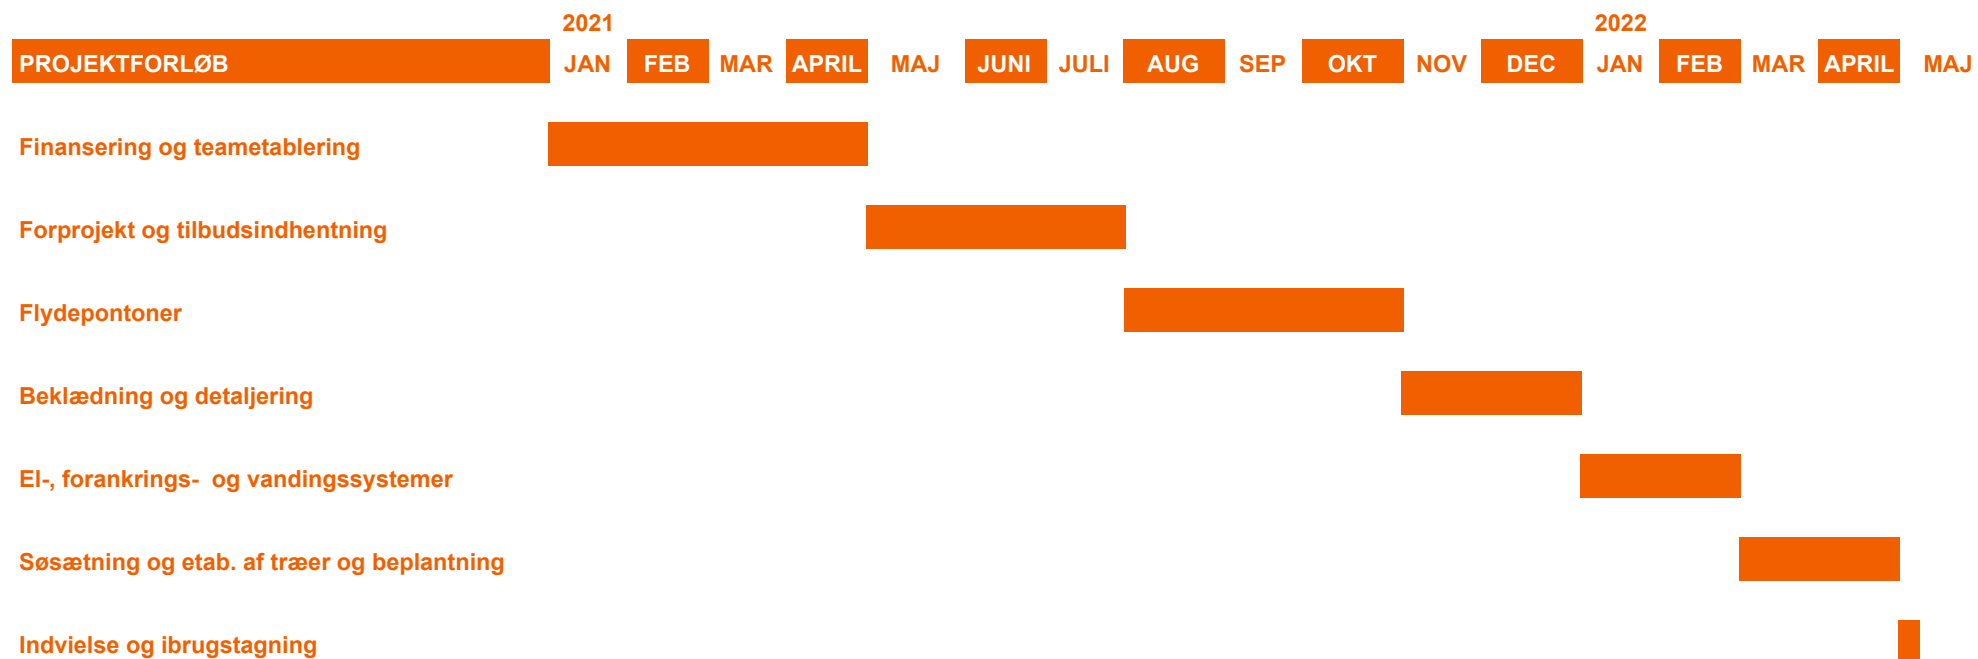 2021 2022
PROJEKTFORLØB JAN FEB MAR APRIL MAJ JUNI JULI AUG SEP OKT NOV DEC JAN FEB MAR APRIL MAJ
Finansering og teametablering
Forprojekt og tilbudsindhentning
Flydepontoner
Beklædning og detaljering
El-, forankrings-  og vandingssystemer
Søsætning og etab. af træer og beplantning
Indvielse og ibrugstagning